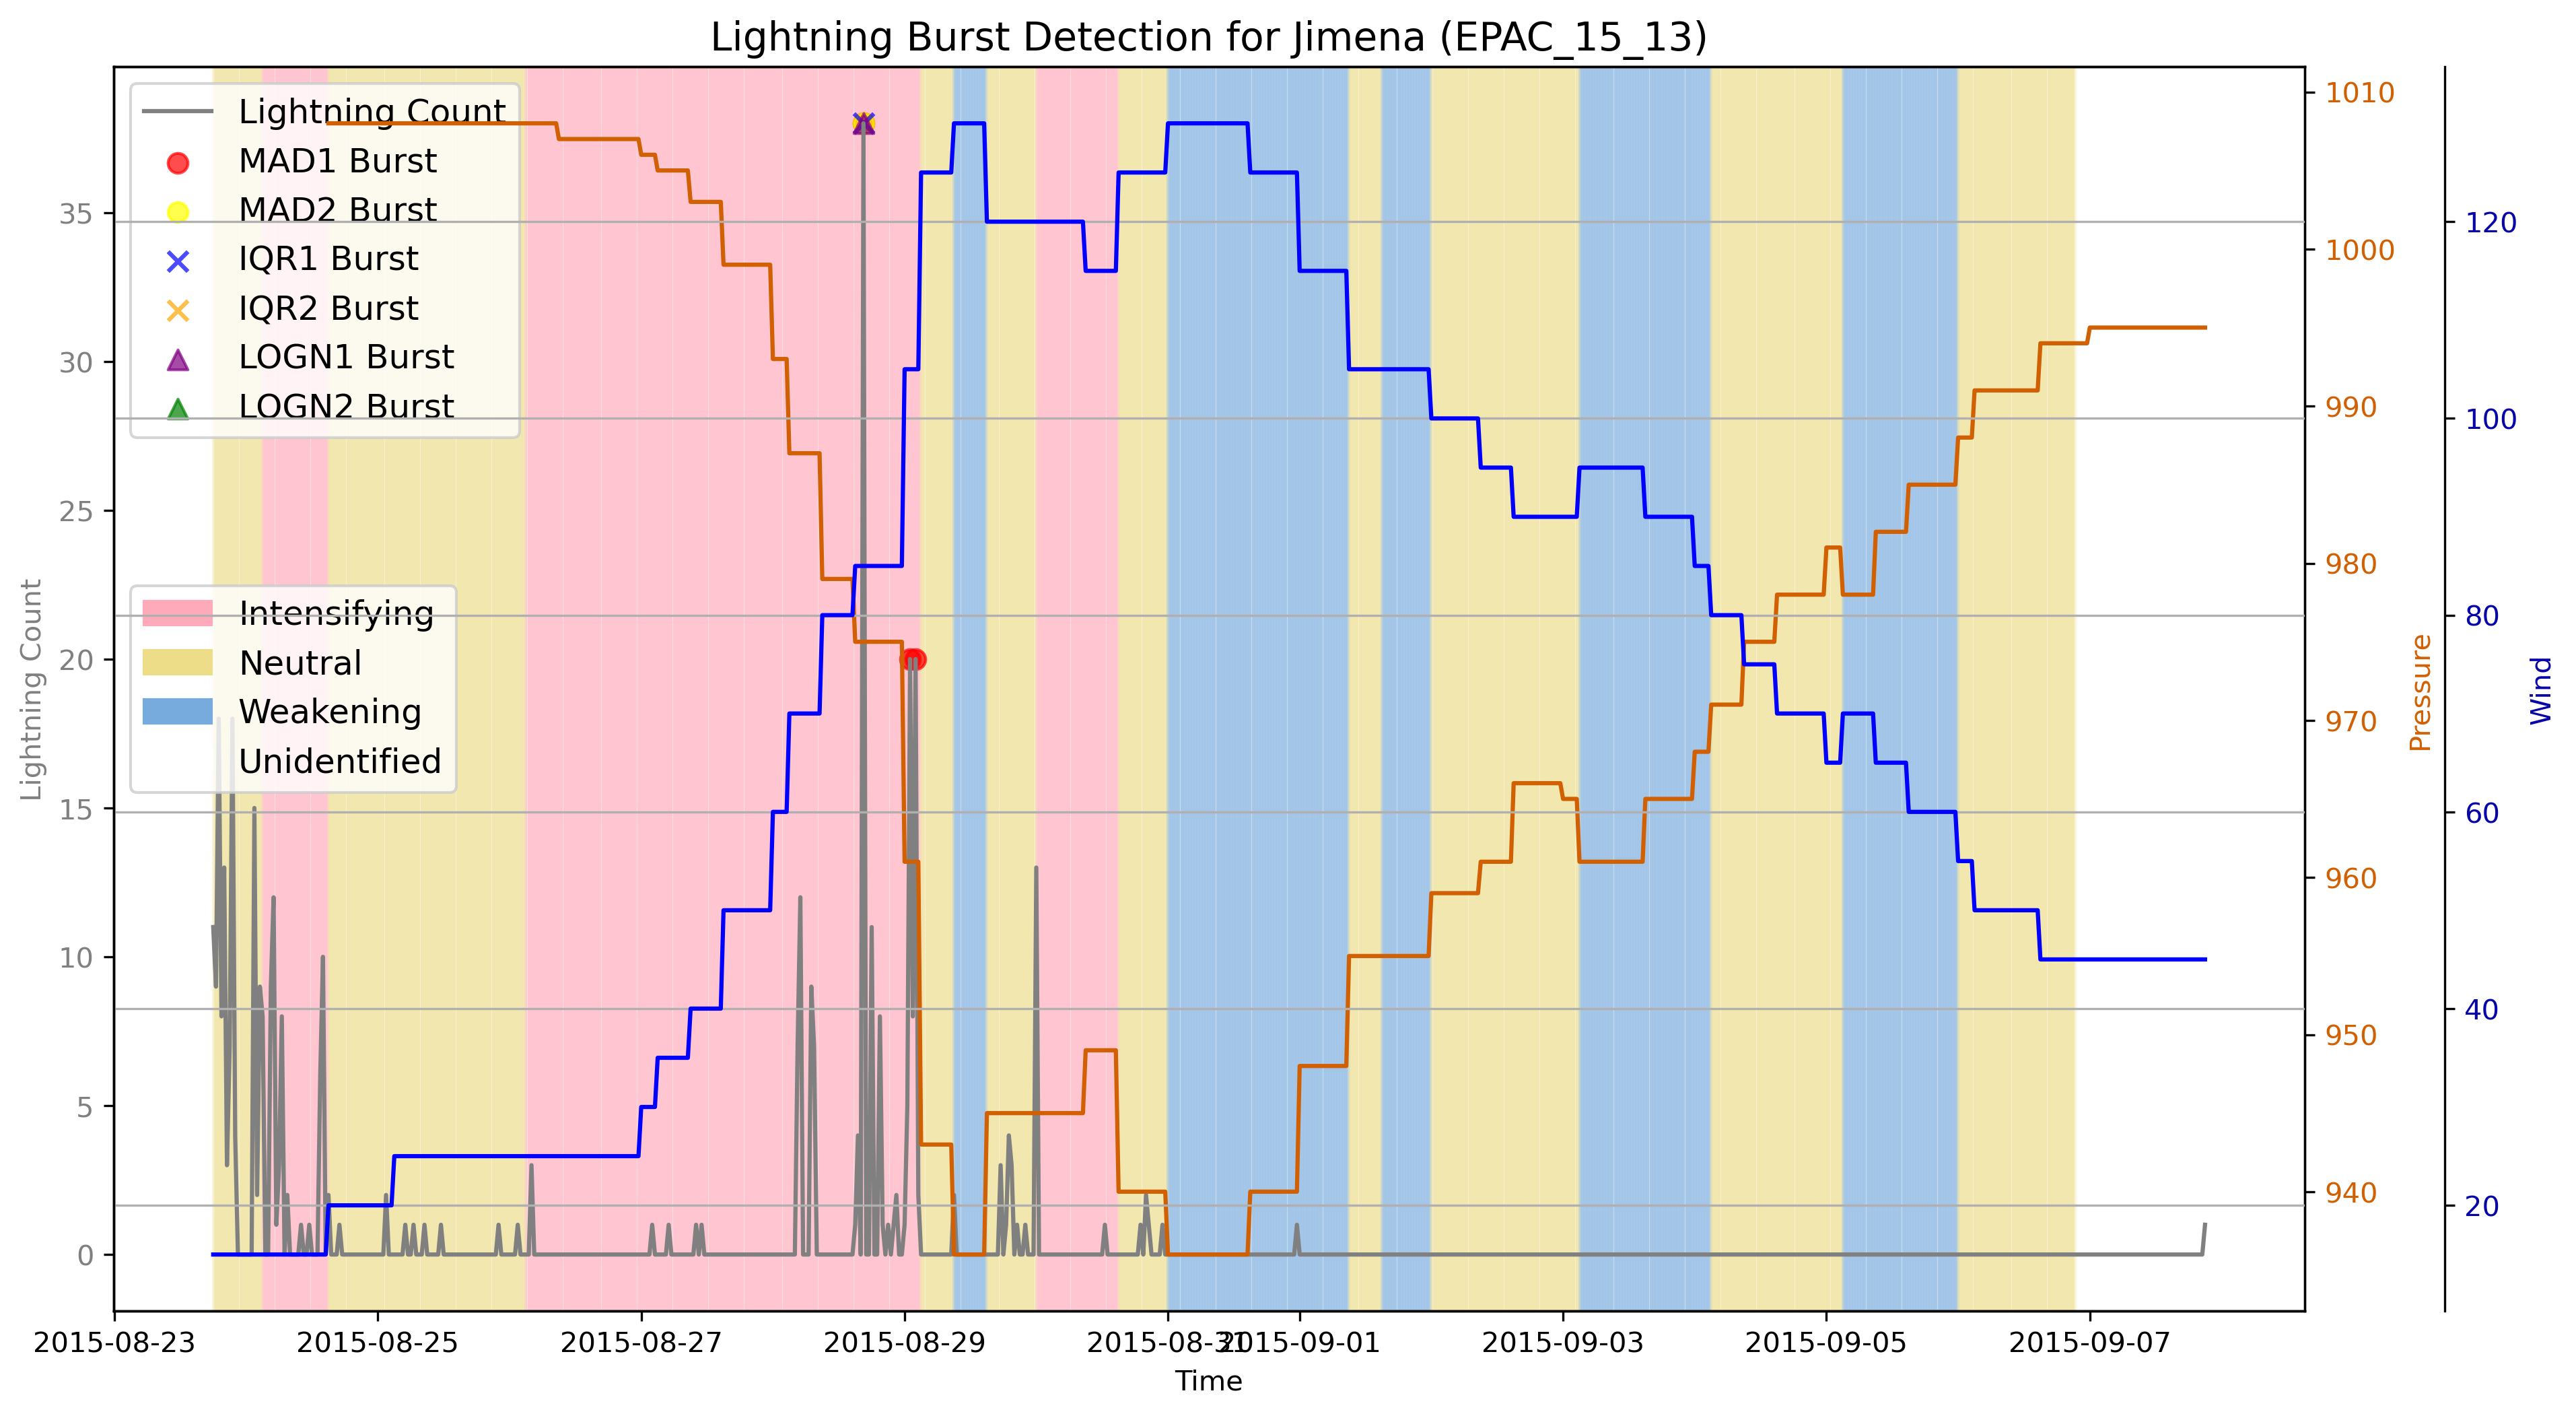 Lightning Burst Detection for Jimena (EPAC_15_13)
Lightning Count
MAD1 Burst
MAD2 Burst
IQR1 Burst
IQR2 Burst
LOGN1 Burst
LOGN2 Burst
Intensifying
Neutral
Weakening
Unidentified
Lightning Count
35
30
25
20
15
10
5
0
1010
1000
990
980
970
960
950
940
Pressure
120
100
80
60
40
20
Wind
2015-08-23
2015-08-25
2015-08-27
2015-08-29
2015-08-31
2015-09-01
2015-09-03
2015-09-05
2015-09-07
Time